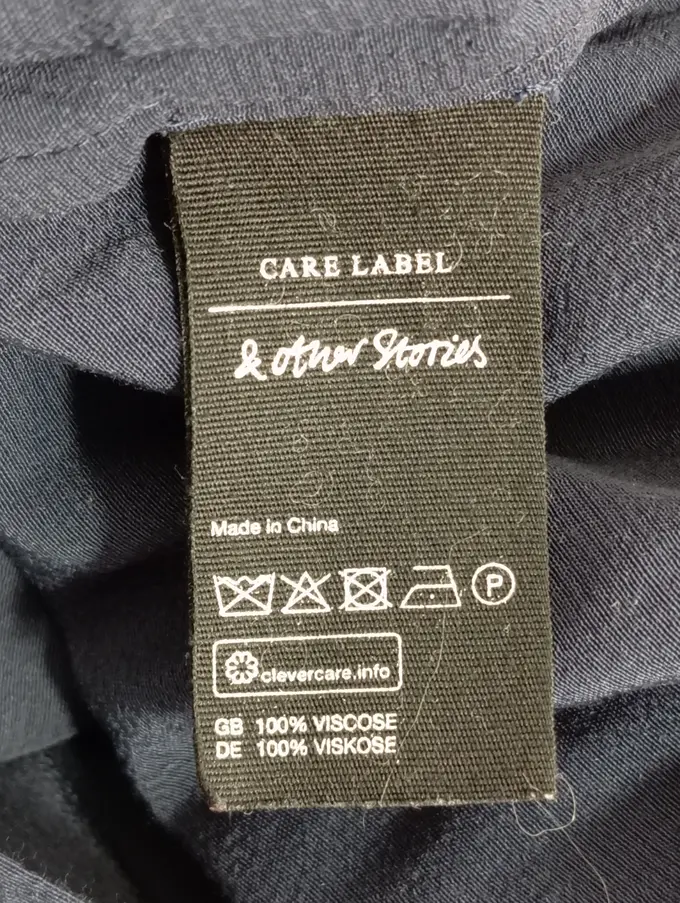 CARE LABEL
& other Stories
Made in China
P
clevercare.info
GB 100% VISCOSE
DE 100% VISKOSE